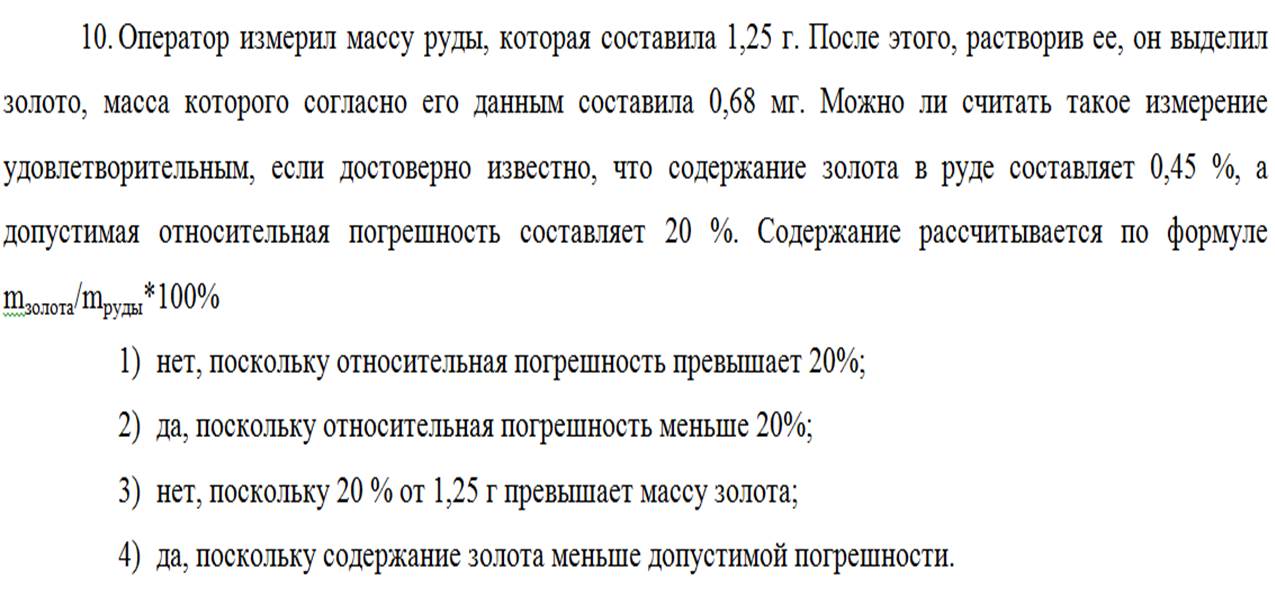 10. Оператор измерил массу руды, которая составила 1,25 г. После этого, растворив ее, он выделил
золото, масса которого согласно его данным составила 0,68 мг. Можно ли считать такое измерение
удовлетворительным, если достоверно известно, что содержание золота в руде составляет 0,45 %, а
допустимая относительная погрешность составляет 20 %. Содержание рассчитывается по формуле
mзолота/mруды*100%
1) нет, поскольку относительная погрешность превышает 20%;
2) да, поскольку относительная погрешность меньше 20%;
3) нет, поскольку 20 % от 1,25 г превышает массу золота;
4) да, поскольку содержание золота меньше допустимой погрешности.